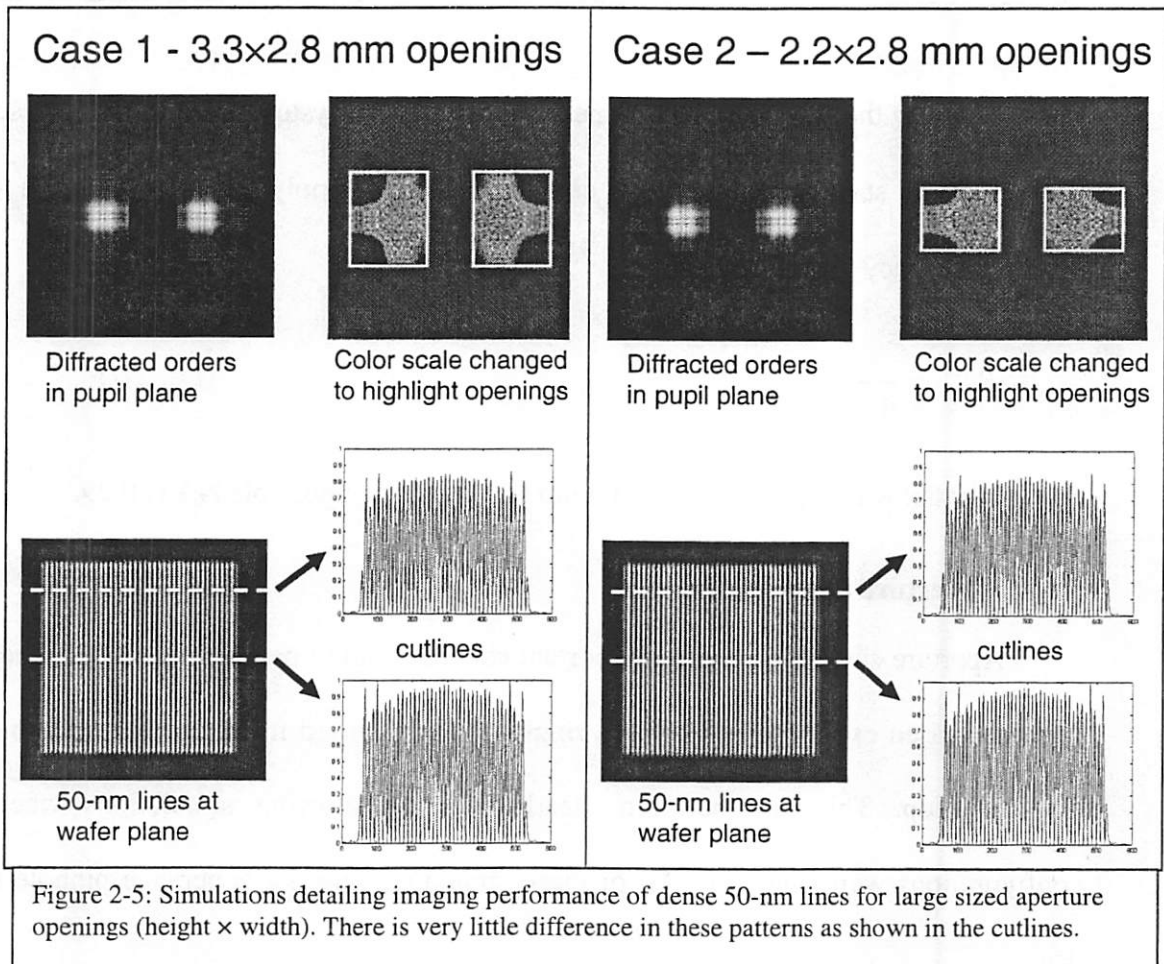 Case 1 - 3.3×2.8 mm openings
Diffracted orders
in pupil plane
Color scale changed
to highlight openings
cutlines
50-nm lines at
wafer plane
Case 2 – 2.2×2.8 mm openings
Diffracted orders
in pupil plane
Color scale changed
to highlight openings
cutlines
50-nm lines at
wafer plane
Figure 2-5: Simulations detailing imaging performance of dense 50-nm lines for large sized aperture
openings (height × width). There is very little difference in these patterns as shown in the cutlines.